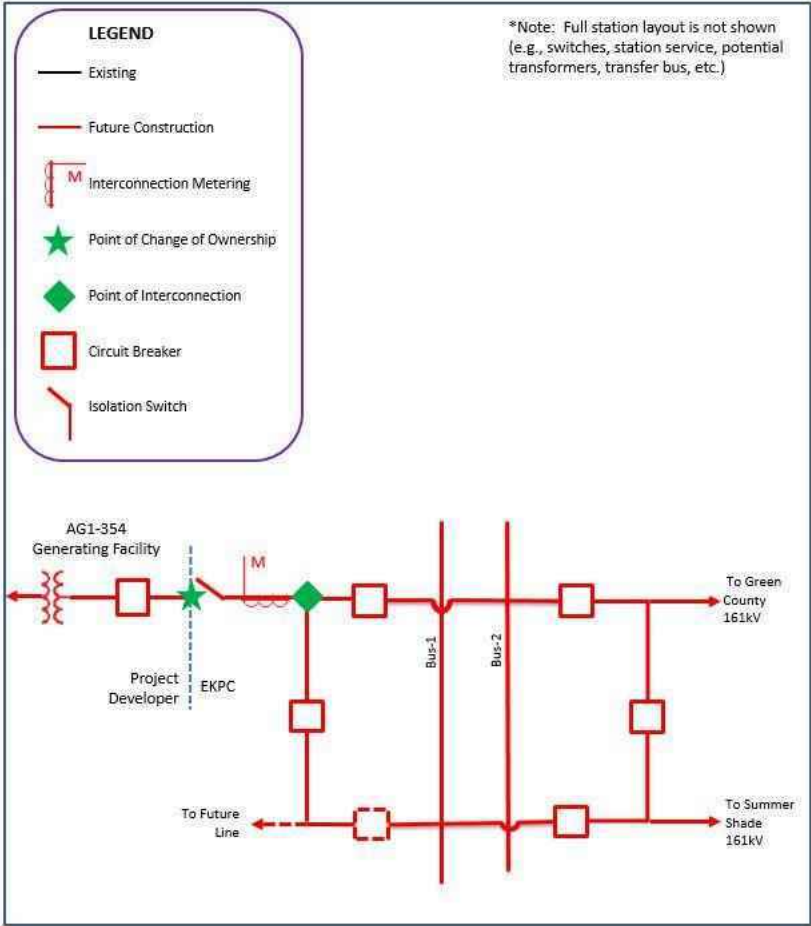 LEGEND
Existing
Future Construction
M
Interconnection Metering
Point of Change of Ownership
Point of Interconnection
Circuit Breaker
Isolation Switch
*Note: Full station layout is not shown
(e.g., switches, station service, potential
transformers, transfer bus, etc.)
AG1-354
Generating Facility
M
Project
Developer
EKPC
Bus-1
Bus-2
To Green
County
161kV
To Future
Line
To Summer
Shade
161kV